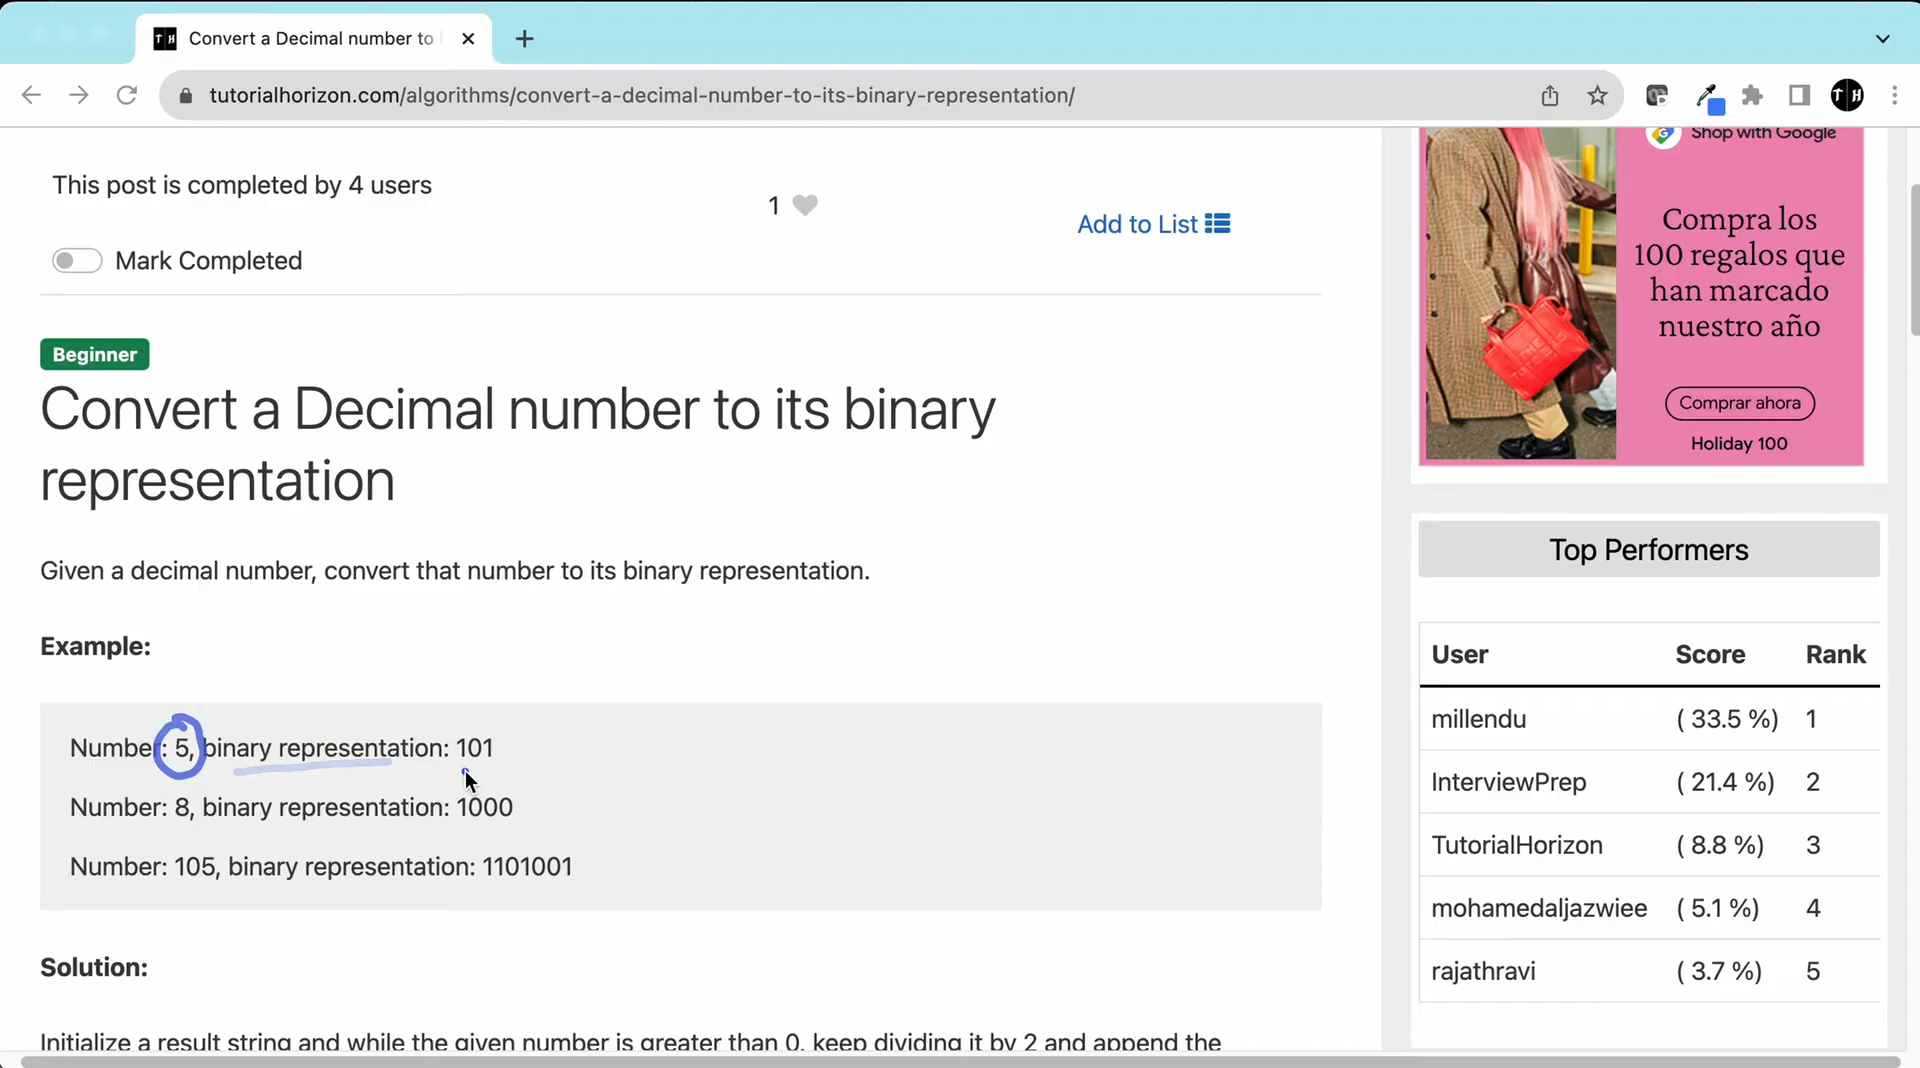 Convert a Decimal number to
tutorialhorizon.com/algorithms/convert-a-decimal-number-to-its-binary-representation/
This post is completed by 4 users
1
Add to List
Mark Completed
Beginner
Convert a Decimal number to its binary
representation
Given a decimal number, convert that number to its binary representation.
Example:
Number: 5, binary representation: 101
Number: 8, binary representation: 1000
Number: 105, binary representation: 1101001
Solution:
Initialize a result string and while the given number is greater than 0, keep dividing it by 2 and append the
Shop with Google
Compra los
100 regalos que
han marcado
nuestro año
Comprar ahora
Holiday 100
Top Performers
User Score Rank
millendu ( 33.5 %) 1
InterviewPrep ( 21.4 %) 2
TutorialHorizon ( 8.8 %) 3
mohamedaljazwiee ( 5.1 %) 4
rajathravi ( 3.7 %) 5
TH
TH